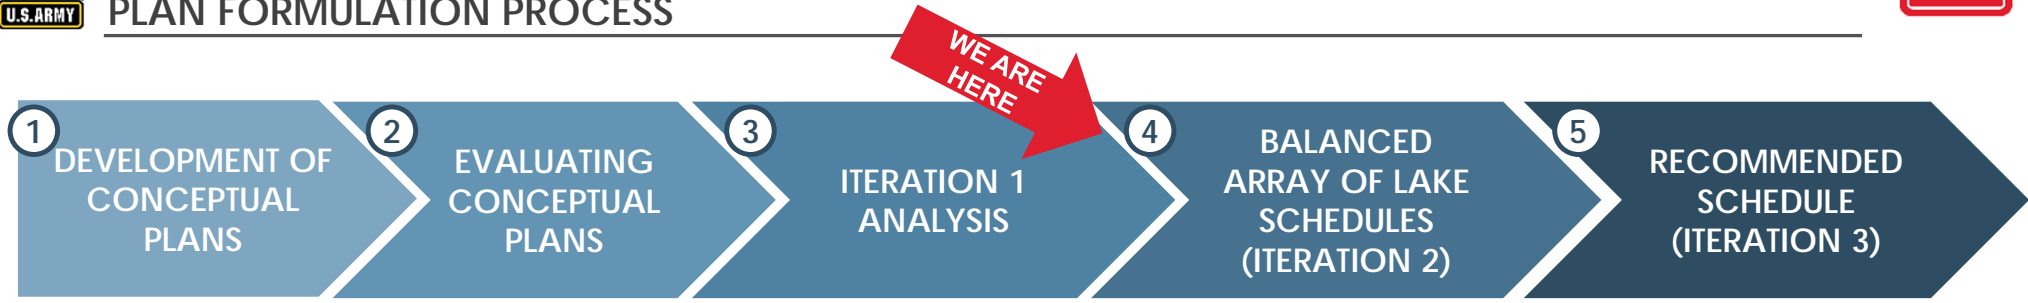 U.S.ARMY
PLAN FORMULATION PROCESS
WE ARE
HERE
1
DEVELOPMENT OF
CONCEPTUAL
PLANS
2
EVALUATING
CONCEPTUAL
PLANS
3
ITERATION 1
ANALYSIS
4
BALANCED
ARRAY OF LAKE
SCHEDULES
(ITERATION 2)
5
RECOMMENDED
SCHEDULE
(ITERATION 3)